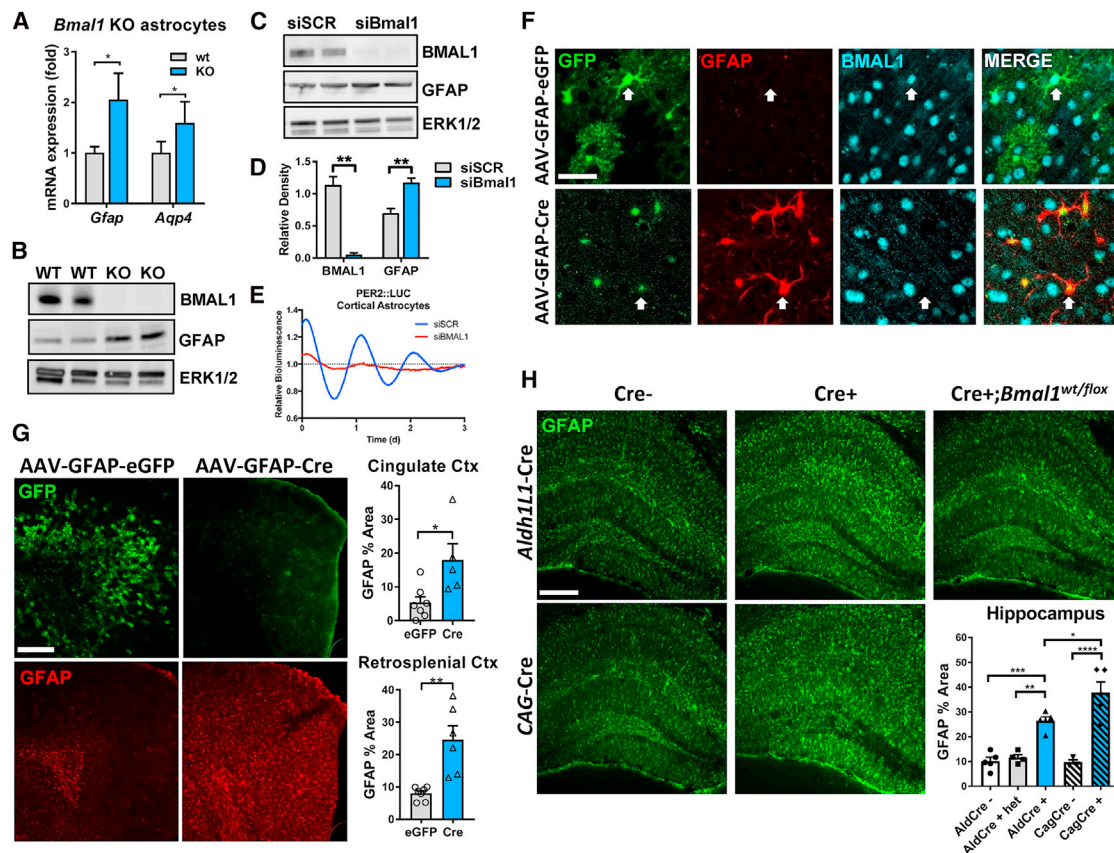 A
Bmal1 KO astrocytes
mRNA expression (fold)
3
2
1
0
wt
KO
*
*
Gfap Aqp4
B
WT WT KO KO
BMAL1
GFAP
ERK1/2
C
siSCR siBmal1
BMAL1
GFAP
ERK1/2
D
Relative Density
1.5
1.0
0.5
0.0
** **
siSCR
siBmal1
BMAL1 GFAP
E
PER2::LUC
Cortical Astrocytes
Relative Bioluminescence
1.4
1.2
1.0
0.8
0.6
siSCR
siBMAL1
0 1 2 3
Time (d)
F
GFP GFAP BMAL1 MERGE
AAV-GFAP-eGFP
AAV-GFAP-Cre
G
AAV-GFAP-eGFP AAV-GFAP-Cre
GFP
GFAP
Cingulate Ctx
GFAP % Area
40
30
20
10
0
*
eGFP Cre
Retrosplenial Ctx
GFAP % Area
50
40
30
20
10
0
**
eGFP Cre
H
Cre- Cre+ Cre+;Bmal1wt/flox
GFAP
Aldh1L1-Cre
CAG-Cre
Hippocampus
GFAP % Area
60
50
40
30
20
10
0
*
****
***
**
AldCre - AldCre + het AldCre + CagCre - CagCre +